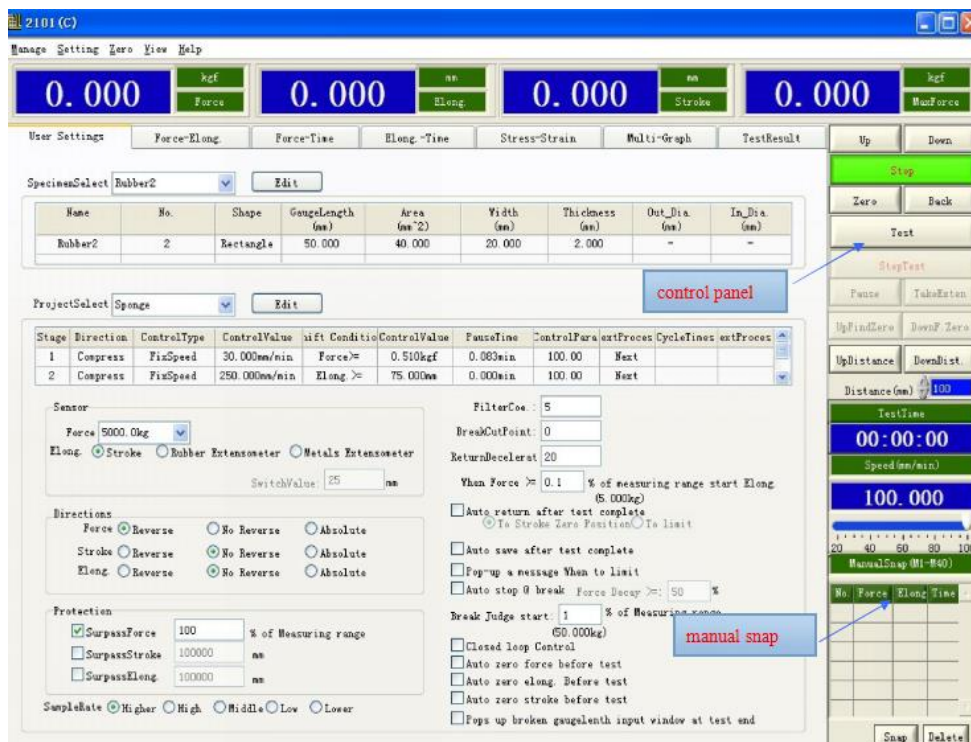 2101 (C)
Manage Setting Zero View Help
0.000 kgf Force 0.000 mm Elong. 0.000 mm Stroke 0.000 kgf MaxForce
User Settings Force-Elong. Force-Time Elong.-Time Stress-Strain Multi-Graph TestResult
SpecimenSelect Rubber2 Edit
Name No. Shape GaugeLength (mm) Area (mm^2) Width (mm) Thickness (mm) Out_Dia. (mm) In_Dia. (mm)
Rubber2 2 Rectangle 50.000 40.000 20.000 2.000 - -
ProjectSelect Sponge Edit
Stage Direction ControlType ControlValue hift Conditio ControlValue PauseTime ControlPara extProces CycleTimes extProces
1 Compress FixSpeed 30.000mm/min Force>= 0.510kgf 0.083min 100.00 Next
2 Compress FixSpeed 250.000mm/min Elong.>= 75.000mm 0.000min 100.00 Next
Sensor
Force 5000.0kg
Elong. Stroke Rubber Extensometer Metals Extensometer
SwitchValue: 25 mm
Directions
Force Reverse No Reverse Absolute
Stroke Reverse No Reverse Absolute
Elong. Reverse No Reverse Absolute
Protection
SurpassForce 100 % of Measuring range
SurpassStroke 100000 mm
SurpassElong. 100000 mm
SampleRate Higher High Middle Low Lower
FilterCoe.: 5
BreakCutPoint: 0
ReturnDecelerat 20
When Force >= 0.1 % of measuring range start Elong.
(5.000kg)
Auto return after test complete
To Stroke Zero Position To limit
Auto save after test complete
Pop-up a message When to limit
Auto stop @ break Force Decay >=: 50 %
Break Judge start: 1 % of Measuring range
(50.000kg)
Closed loop Control
Auto zero force before test
Auto zero elong. Before test
Auto zero stroke before test
Pops up broken gaugelenth input window at test end
Up Down
Stop
Zero Back
Test
StopTest
Pause TakeExten
UpFindZero DownF.Zero
UpDistance DownDist.
Distance(mm) 100
TestTime
00:00:00
Speed(mm/min)
100.000
20 40 60 80 100
ManualSnap(M1-M40)
No. Force Elong Time
Snap Delete
control panel
manual snap